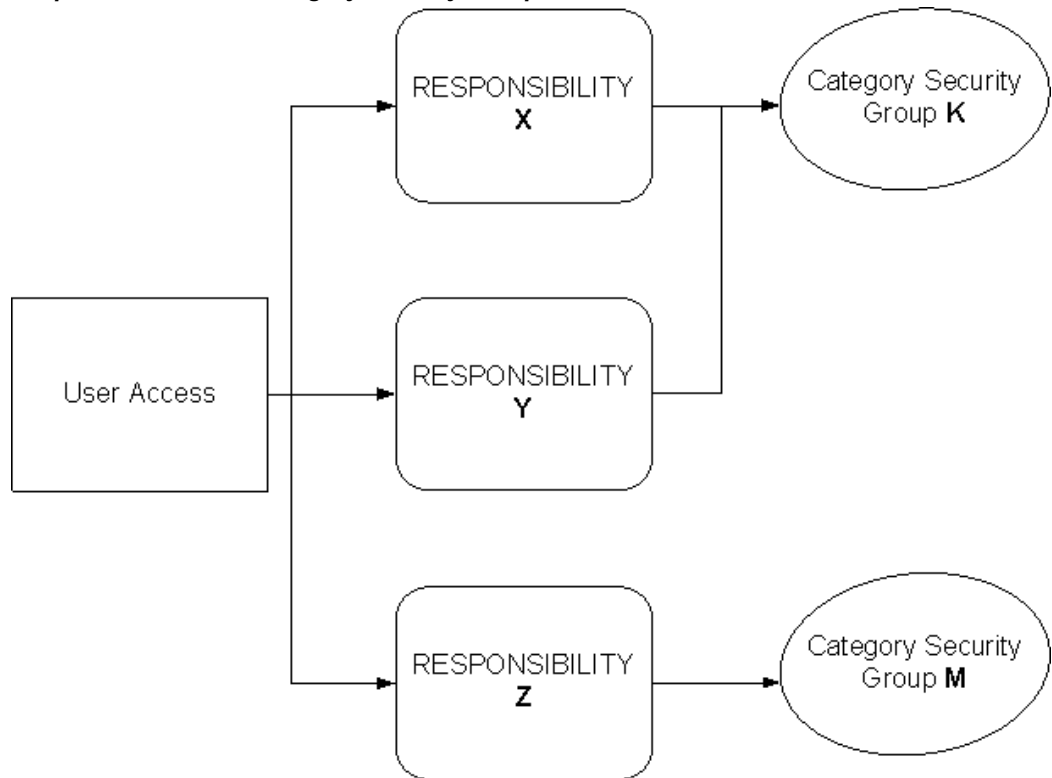 RESPONSIBILITY
X
Category Security
Group K
User Access
RESPONSIBILITY
Y
RESPONSIBILITY
Z
Category Security
Group M